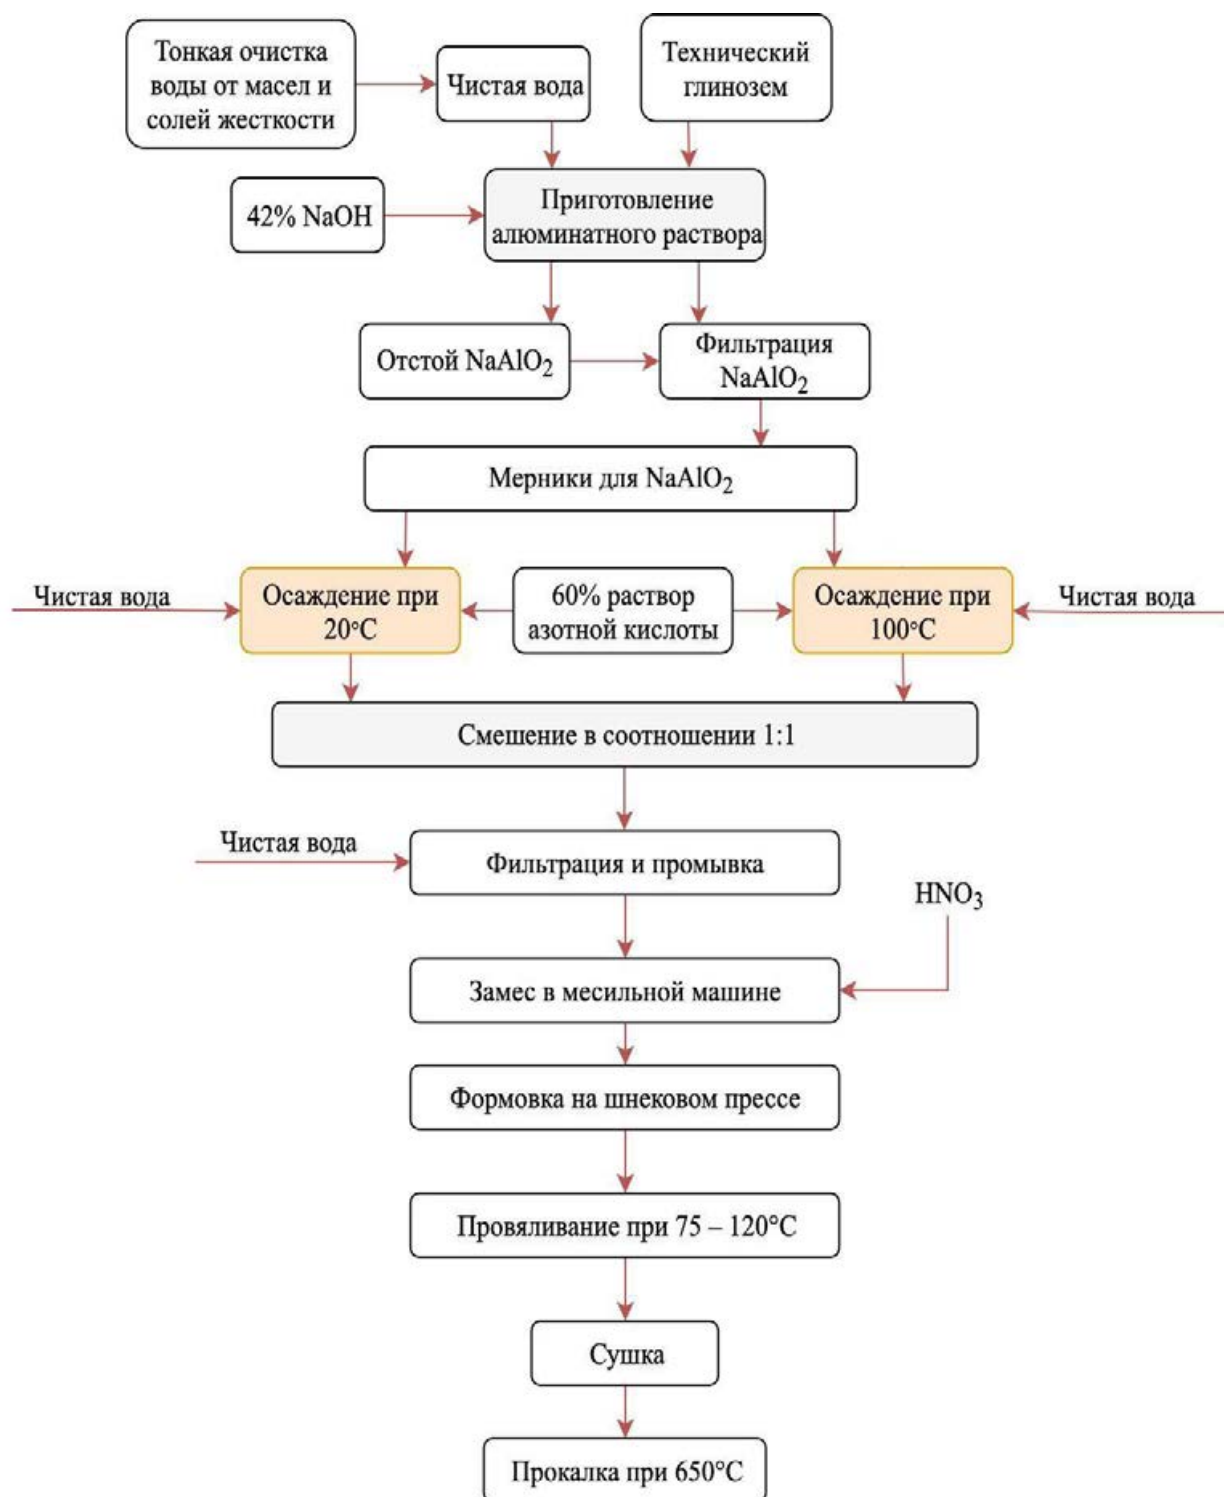 Тонкая очистка
воды от масел и
солей жесткости
Чистая вода
Технический
глинозем
42% NaOH
Приготовление
алюминатного раствора
Отстой NaAlO2
Фильтрация
NaAlO2
Мерники для NaAlO2
Чистая вода
Осаждение при
20°C
60% раствор
азотной кислоты
Осаждение при
100°C
Чистая вода
Смешение в соотношении 1:1
Чистая вода
Фильтрация и промывка
HNO3
Замес в месильной машине
Формовка на шнековом прессе
Провяливание при 75 – 120°C
Сушка
Прокалка при 650°C